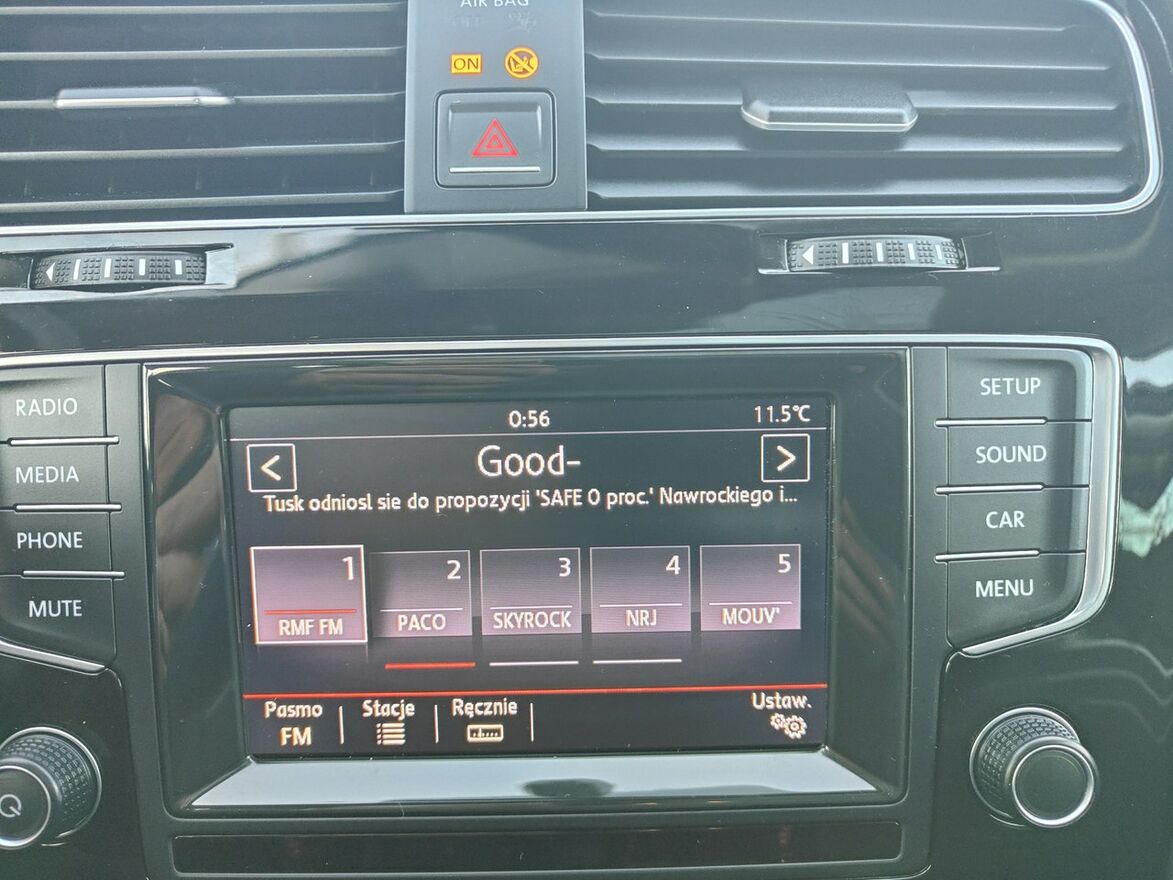 AIR BAG
OFF
ON
RADIO
MEDIA
PHONE
MUTE
0:56
11.5°C
<
Good-
>
Tusk odniosl sie do propozycji 'SAFE 0 proc.' Nawrockiego i...
1
RMF FM
2
PACO
3
SKYROCK
4
NRJ
5
MOUV'
Pasmo
FM
Stacje
Ręcznie
Ustaw.
SETUP
SOUND
CAR
MENU